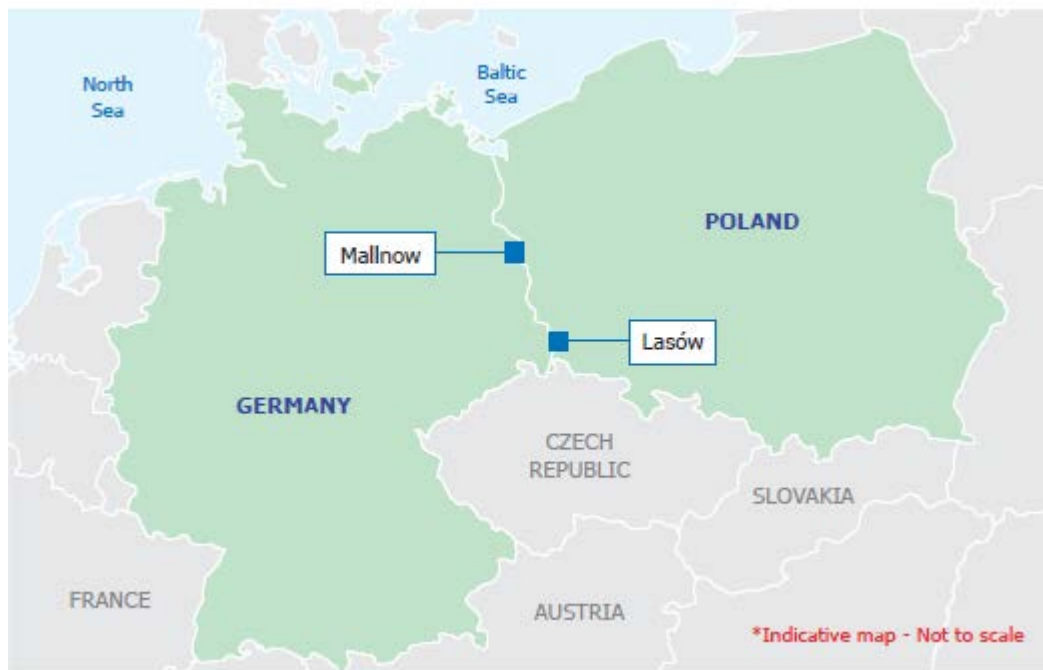 North
Sea
Baltic
Sea
POLAND
Mallnow
Lasów
GERMANY
CZECH
REPUBLIC
SLOVAKIA
FRANCE
AUSTRIA
*Indicative map - Not to scale